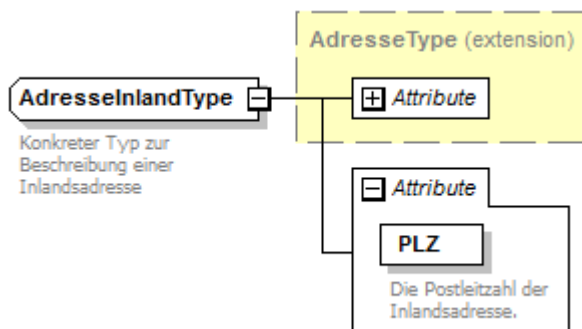 AdresseType (extension)
AdresseInlandType
Attribute
Konkreter Typ zur
Beschreibung einer
Inlandsadresse
Attribute
PLZ
Die Postleitzahl der
Inlandsadresse.